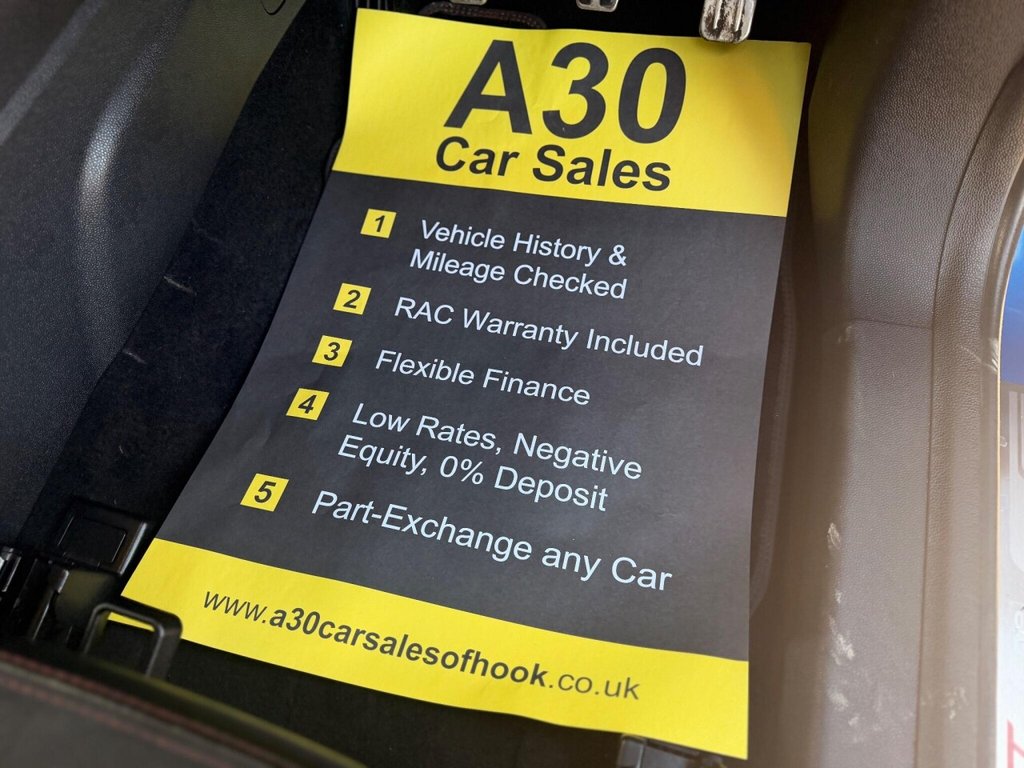 A30
Car Sales
1 Vehicle History &
Mileage Checked
2 RAC Warranty Included
3 Flexible Finance
4 Low Rates, Negative
Equity, 0% Deposit
5 Part-Exchange any Car
www.a30carsalesofhook.co.uk